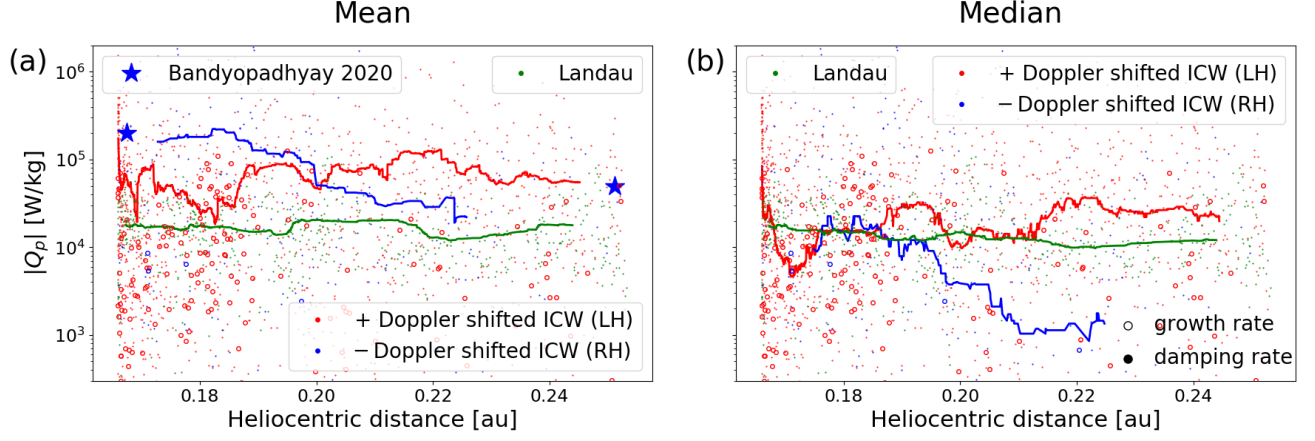 Mean
Median
(a)
Bandyopadhyay 2020
Landau
(b)
Landau
+ Doppler shifted ICW (LH)
− Doppler shifted ICW (RH)
10^6
10^5
10^4
10^3
|Q_p| [W/kg]
+ Doppler shifted ICW (LH)
− Doppler shifted ICW (RH)
growth rate
damping rate
0.18 0.20 0.22 0.24
0.18 0.20 0.22 0.24
Heliocentric distance [au]
Heliocentric distance [au]